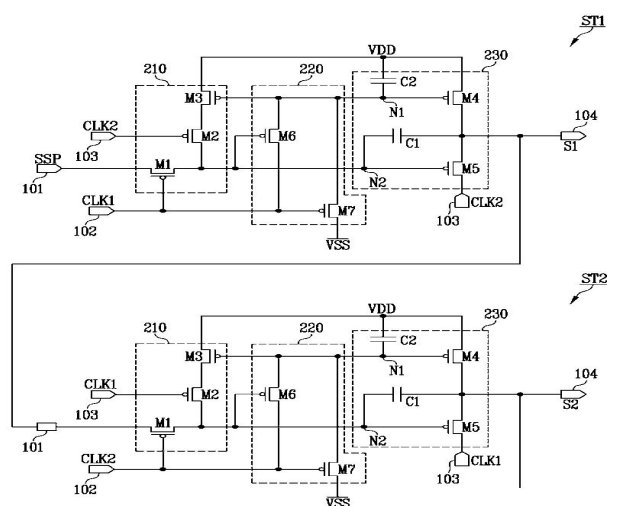 ST1
VDD
210
220
230
C2
M3
N1
M4
CLK2
M2
M6
C1
104
S1
103
SSP
M1
M5
101
N2
CLK1
M7
103
CLK2
102
VSS
ST2
VDD
210
220
230
C2
M3
N1
M4
CLK1
M2
M6
C1
104
S2
103
M1
M5
101
N2
CLK2
M7
103
CLK1
102
VSS